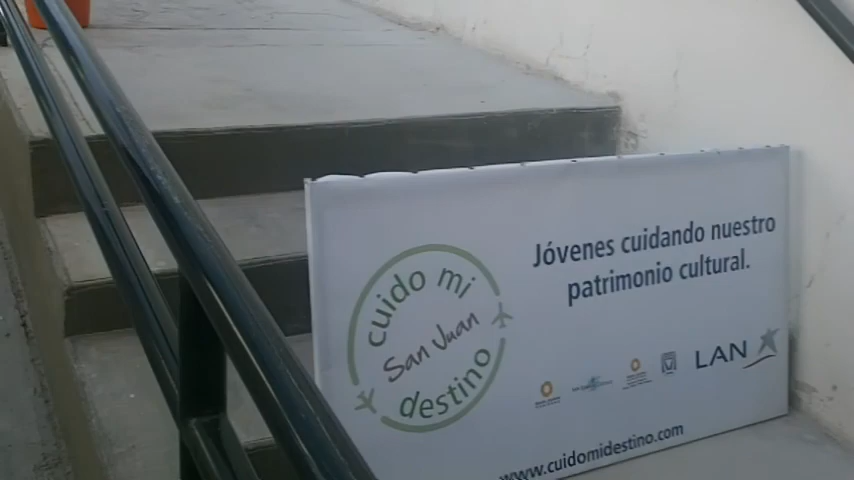 cuido mi
San Juan
destino
Jóvenes cuidando nuestro
patrimonio cultural.
LAN
www.cuidomidestino.com